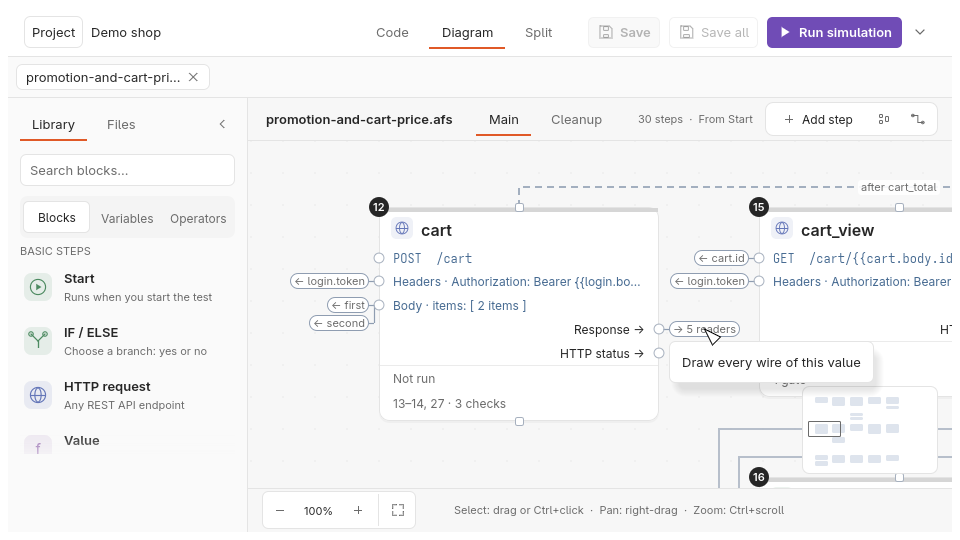 Project Demo shop Code Diagram Split Save Save all Run simulation
promotion-and-cart-pri...
Library Files
promotion-and-cart-price.afs Main Cleanup 30 steps · From Start Add step
Search blocks...
Blocks Variables Operators
BASIC STEPS
Start
Runs when you start the test
IF / ELSE
Choose a branch: yes or no
HTTP request
Any REST API endpoint
Value
after cart_total
12
cart
POST /cart
← login.token
Headers · Authorization: Bearer {{login.bo...
← first
← second
Body · items: [ 2 items ]
Response →
→ 5 readers
HTTP status →
Not run
13–14, 27 · 3 checks
Draw every wire of this value
15
cart_view
← cart.id
GET /cart/{{cart.body.id
← login.token
Headers · Authorization: Bearer
16
100%
Select: drag or Ctrl+click · Pan: right-drag · Zoom: Ctrl+scroll